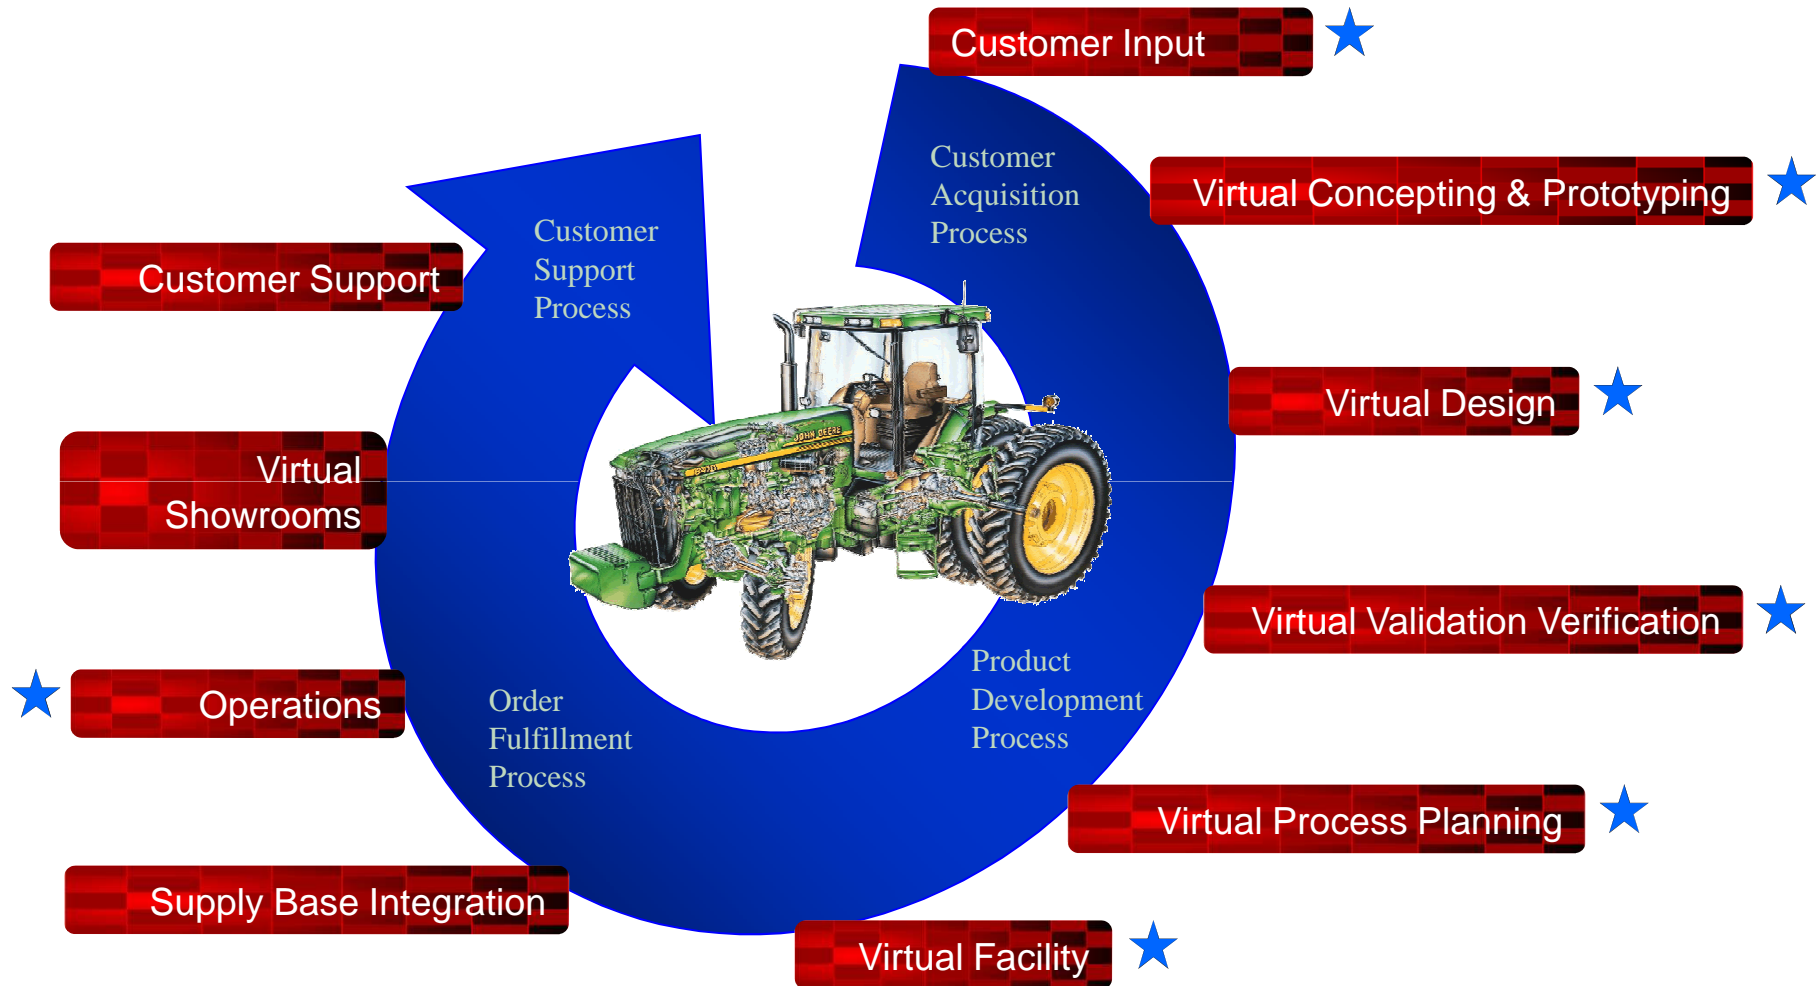 Customer Input
Customer
Acquisition
Process
Virtual Concepting & Prototyping
Customer
Support
Process
Customer Support
Virtual Design
JOHN DEERE
Virtual
Showrooms
Virtual Validation Verification
Product
Development
Process
Operations
Order
Fulfillment
Process
Virtual Process Planning
Supply Base Integration
Virtual Facility